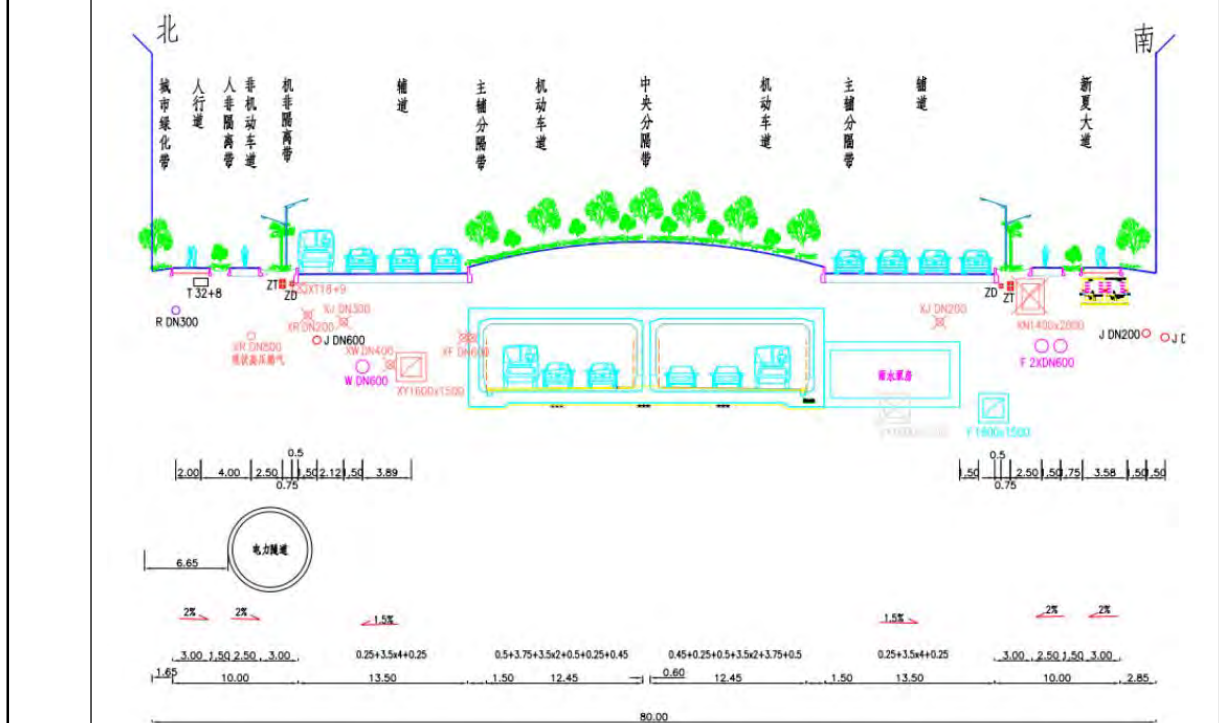 北
南
城市绿化带
人行道
人非隔离带
非机动车道
机非隔离带
辅道
主辅分隔带
机动车道
中央分隔带
机动车道
主辅分隔带
辅道
新夏大道
T 32+8
ZT
ZD
XJ DN300
XR DN200
XJ DN200
ZD
ZT
XN1400x2000
R DN300
XR DN500
现状高压燃气
J DN600
XW DN400
XF DN600
J DN200
F 2XDN600
W DN600
XY1600x1500
雨水泵房
Y 1600x1500
0.5
2.00 4.00 2.50 1.50 2.12 1.50 3.89
0.75
0.5
1.50 2.50 1.50 1.75 3.58 1.50 1.50
0.75
电力隧道
6.65
2% 2% 1.5% 1.5% 2% 2%
3.00 1.50 2.50 3.00 0.25+3.5x4+0.25 0.5+3.75+3.5x2+0.5+0.25+0.45 0.45+0.25+0.5+3.5x2+3.75+0.5 0.25+3.5x4+0.25 3.00 2.50 1.50 3.00
1.65 10.00 13.50 1.50 12.45 0.60 12.45 1.50 13.50 10.00 2.85
80.00